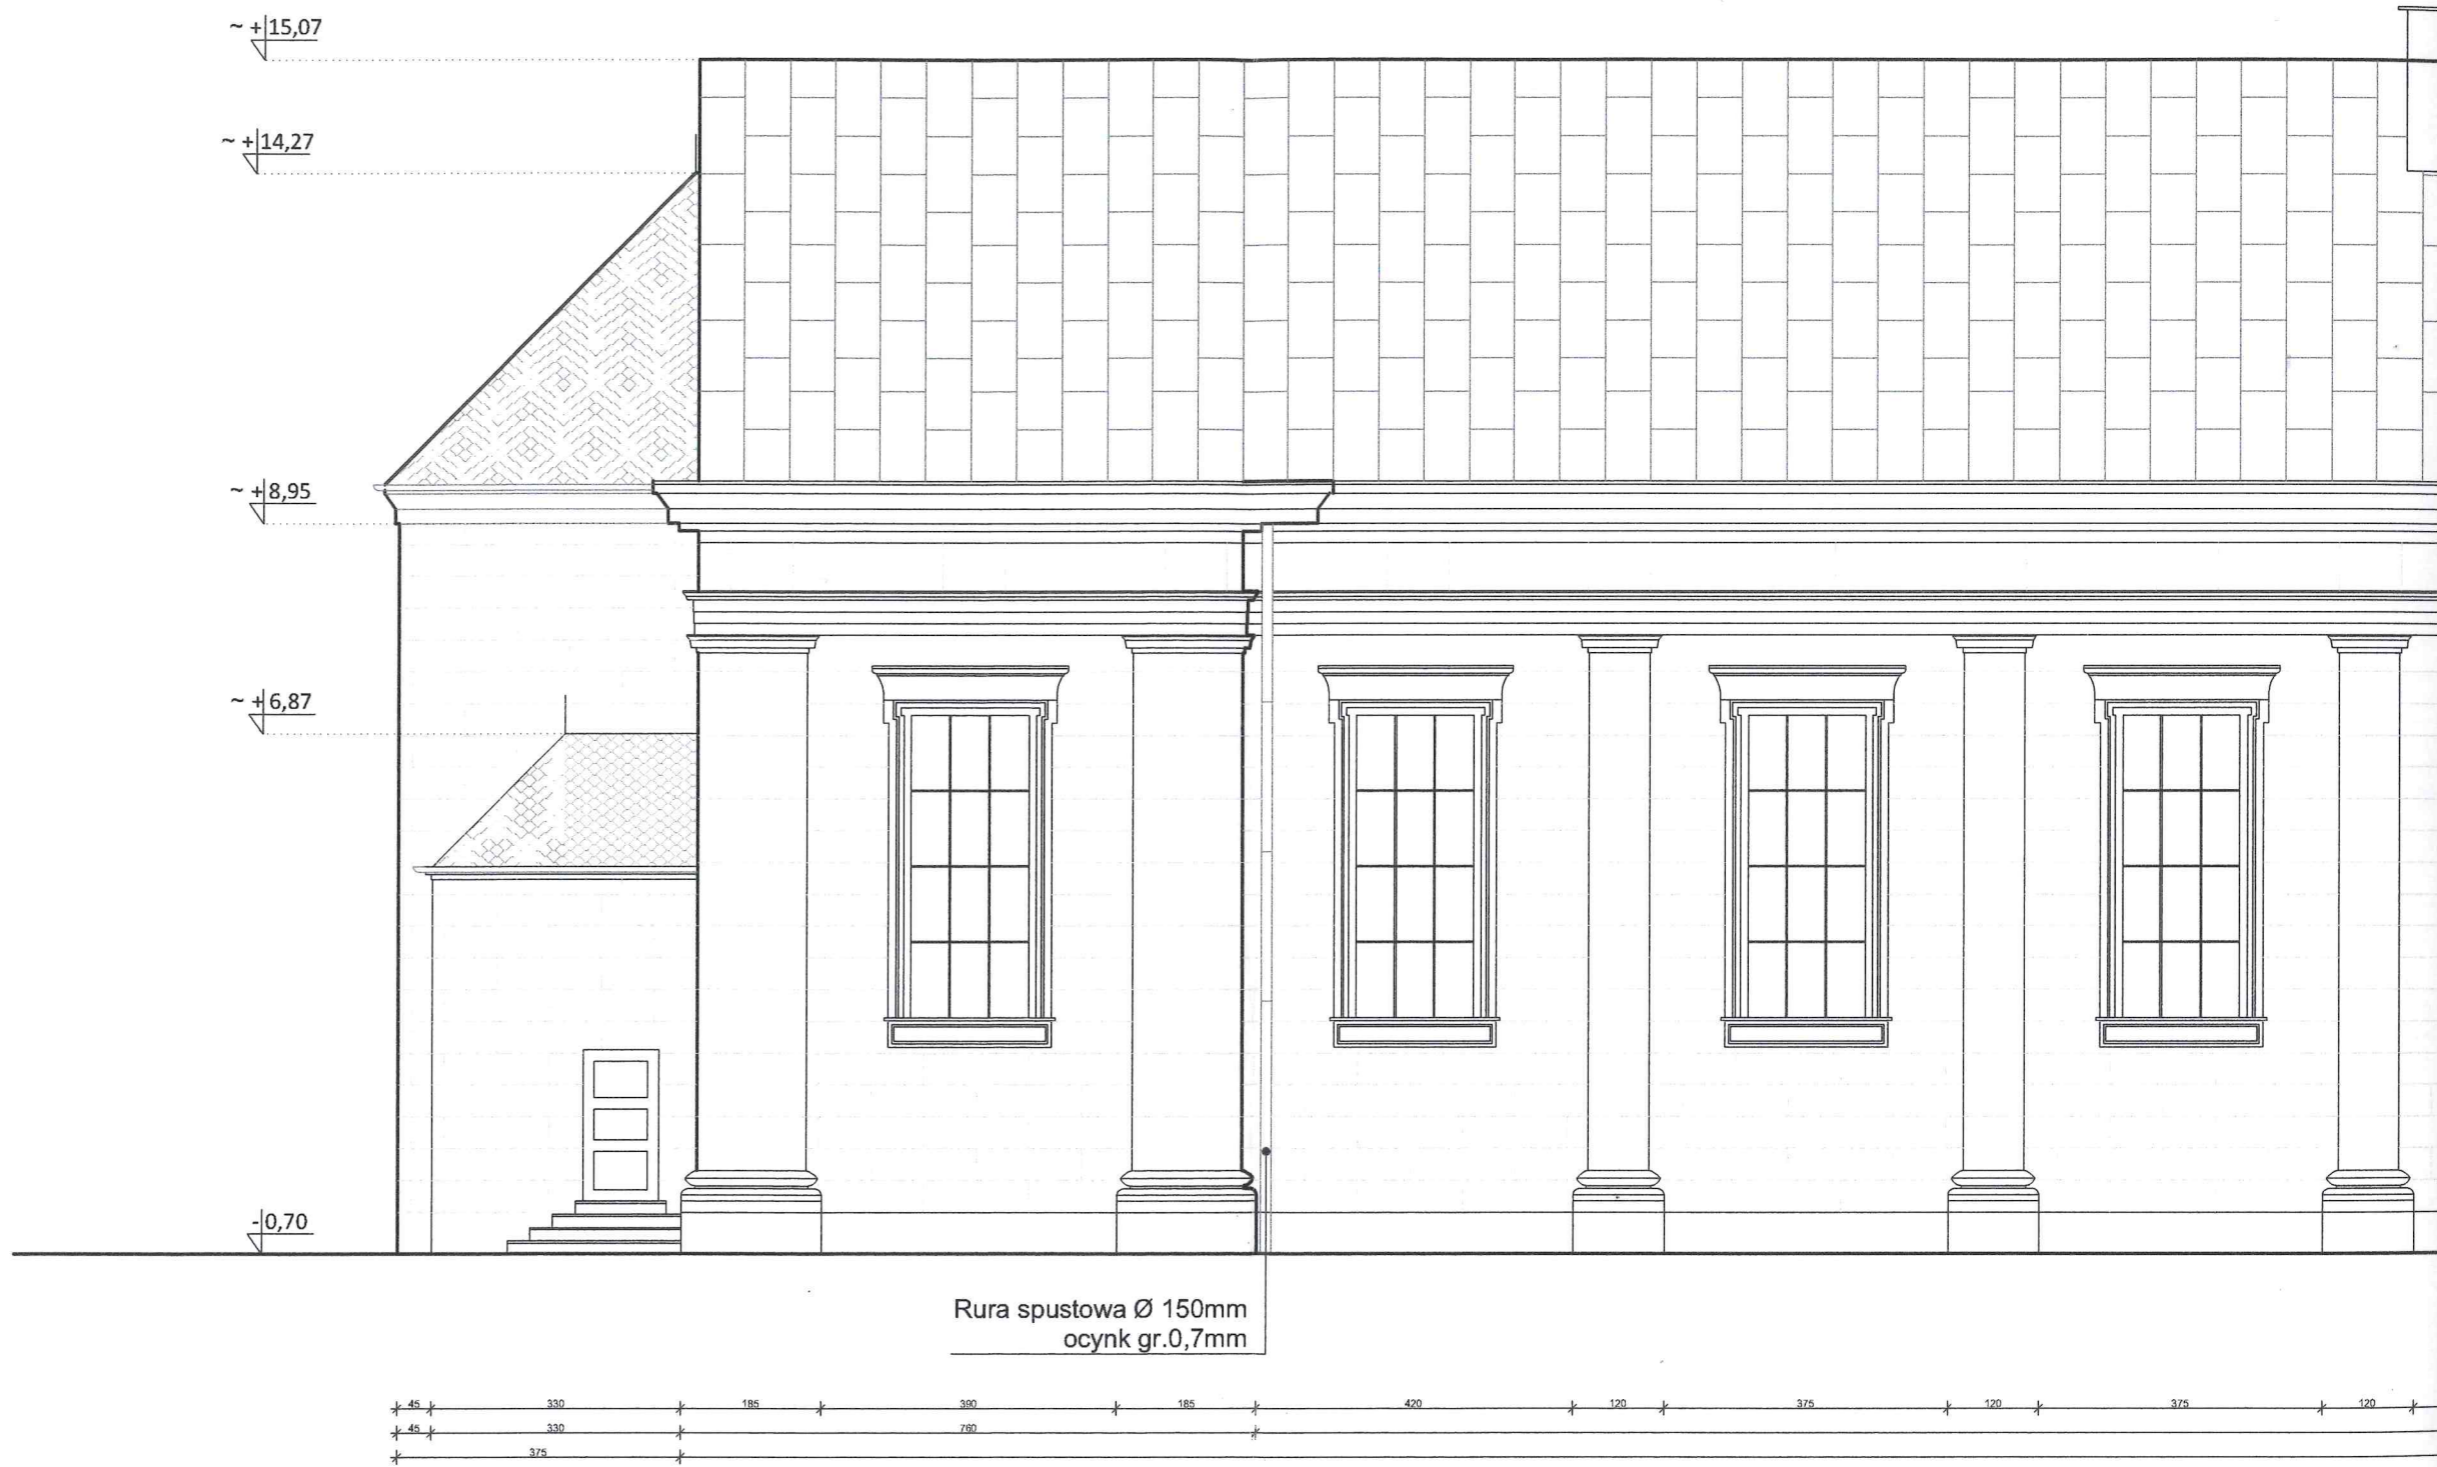 ~ +15,07
~ +14,27
~ +8,95
~ +6,87
-0,70
Rura spustowa Ø 150mm
ocynk gr.0,7mm
45 330 185 390 185 420 120 375 120 375 120
45 330 760
375